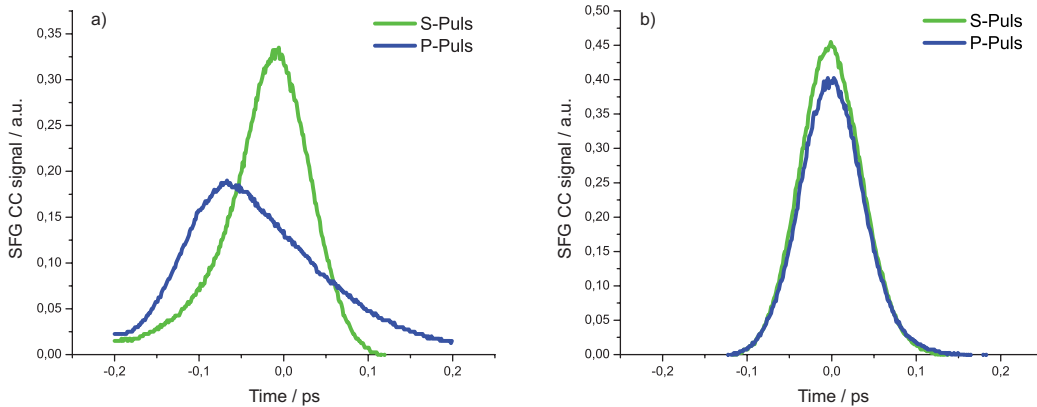 a)
S-Puls
P-Puls
SFG CC signal / a.u.
0,35
0,30
0,25
0,20
0,15
0,10
0,05
0,00
-0,2 -0,1 0,0 0,1 0,2
Time / ps
b)
S-Puls
P-Puls
SFG CC signal / a.u.
0,50
0,45
0,40
0,35
0,30
0,25
0,20
0,15
0,10
0,05
0,00
-0,2 -0,1 0,0 0,1 0,2
Time / ps